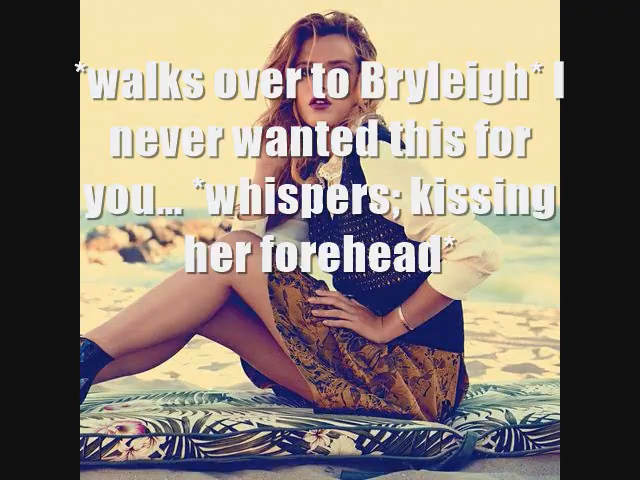 *walks over to Bryleigh* I
never wanted this for
you... *whispers; kissing
her forehead*